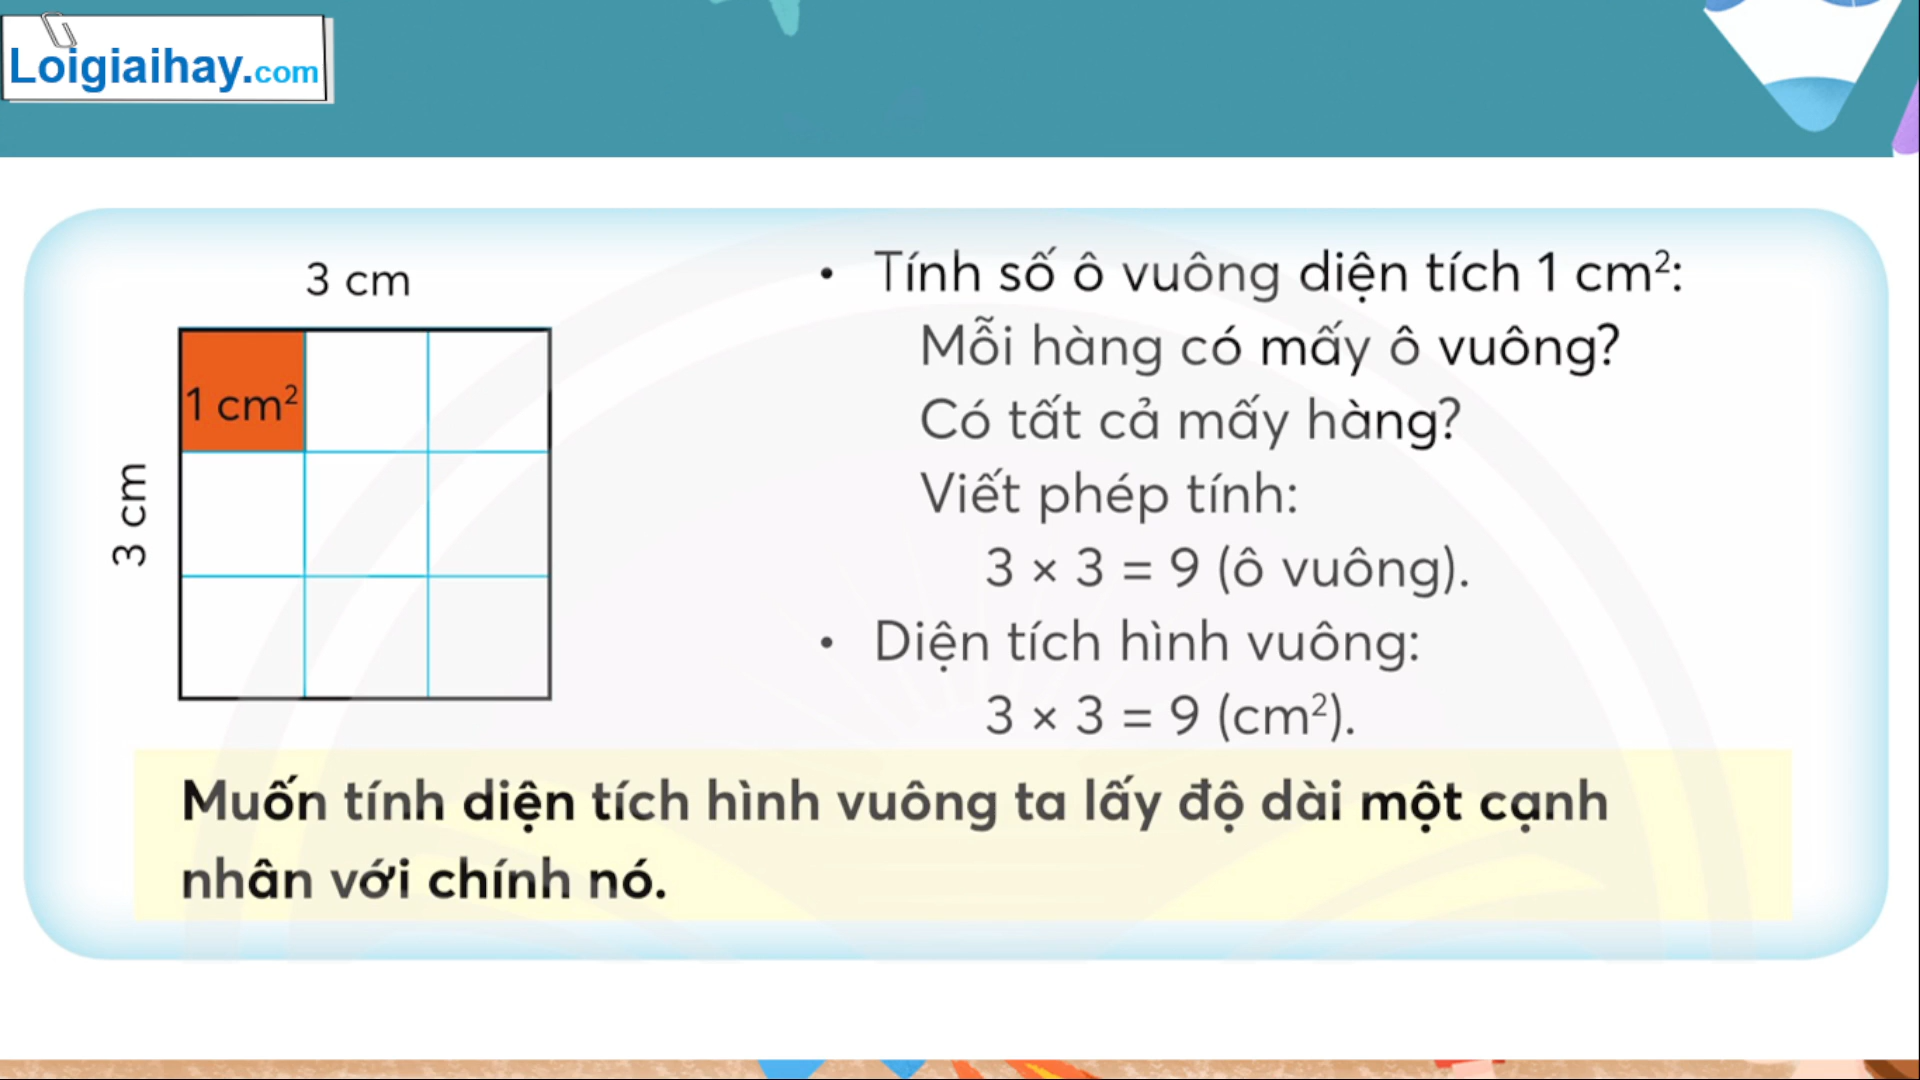 Loigiaihay.com
3 cm
1 cm²
3 cm
• Tính số ô vuông diện tích 1 cm²:
Mỗi hàng có mấy ô vuông?
Có tất cả mấy hàng?
Viết phép tính:
3 × 3 = 9 (ô vuông).
• Diện tích hình vuông:
3 × 3 = 9 (cm²).
Muốn tính diện tích hình vuông ta lấy độ dài một cạnh
nhân với chính nó.